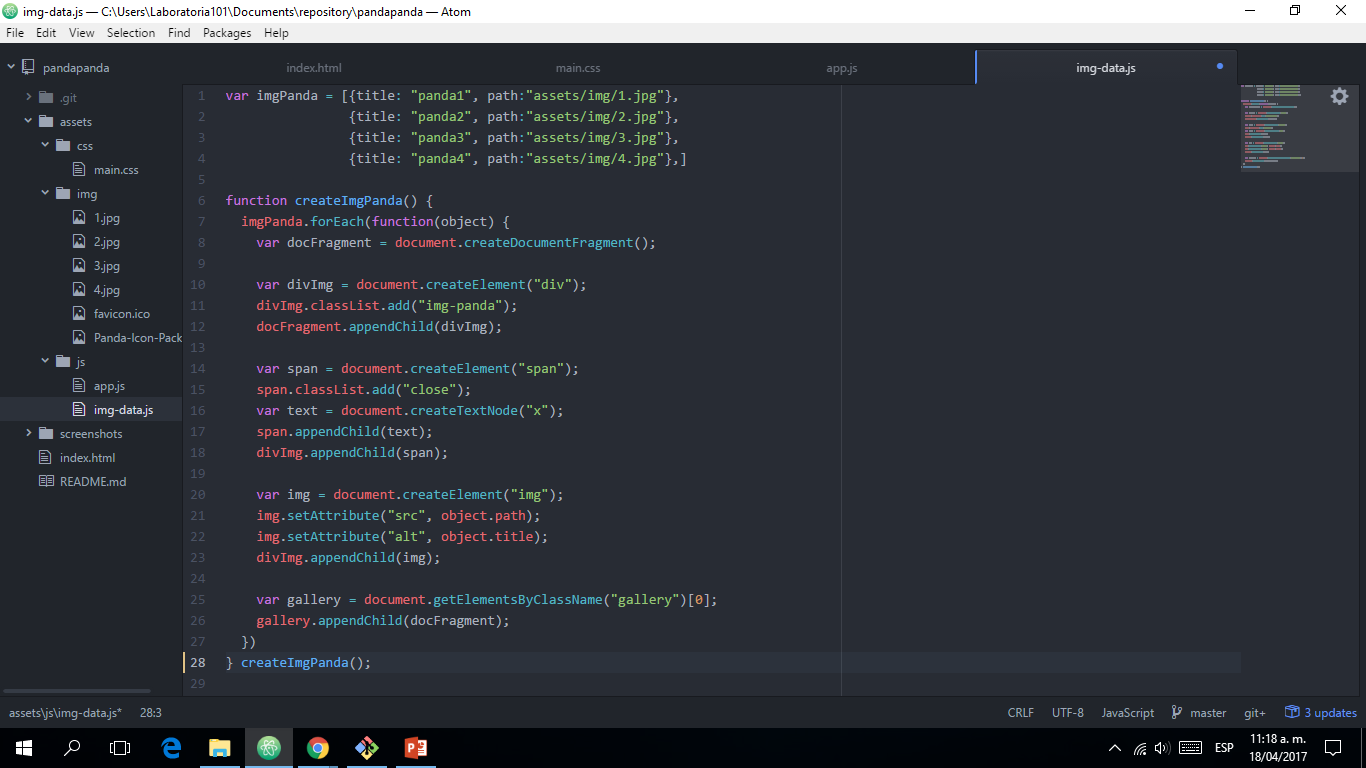 img-data.js — C:\Users\Laboratoria101\Documents\repository\pandapanda — Atom
File Edit View Selection Find Packages Help
pandapanda
.git
assets
css
main.css
img
1.jpg
2.jpg
3.jpg
4.jpg
favicon.ico
Panda-Icon-Pack
js
app.js
img-data.js
screenshots
index.html
README.md
index.html main.css app.js img-data.js
1 var imgPanda = [{title: "panda1", path:"assets/img/1.jpg"},
2 {title: "panda2", path:"assets/img/2.jpg"},
3 {title: "panda3", path:"assets/img/3.jpg"},
4 {title: "panda4", path:"assets/img/4.jpg"},]
5
6 function createImgPanda() {
7 imgPanda.forEach(function(object) {
8 var docFragment = document.createDocumentFragment();
9
10 var divImg = document.createElement("div");
11 divImg.classList.add("img-panda");
12 docFragment.appendChild(divImg);
13
14 var span = document.createElement("span");
15 span.classList.add("close");
16 var text = document.createTextNode("x");
17 span.appendChild(text);
18 divImg.appendChild(span);
19
20 var img = document.createElement("img");
21 img.setAttribute("src", object.path);
22 img.setAttribute("alt", object.title);
23 divImg.appendChild(img);
24
25 var gallery = document.getElementsByClassName("gallery")[0];
26 gallery.appendChild(docFragment);
27 })
28 } createImgPanda();
29
assets\js\img-data.js* 28:3 CRLF UTF-8 JavaScript master git+ 3 updates
ESP 11:18 a. m.
18/04/2017